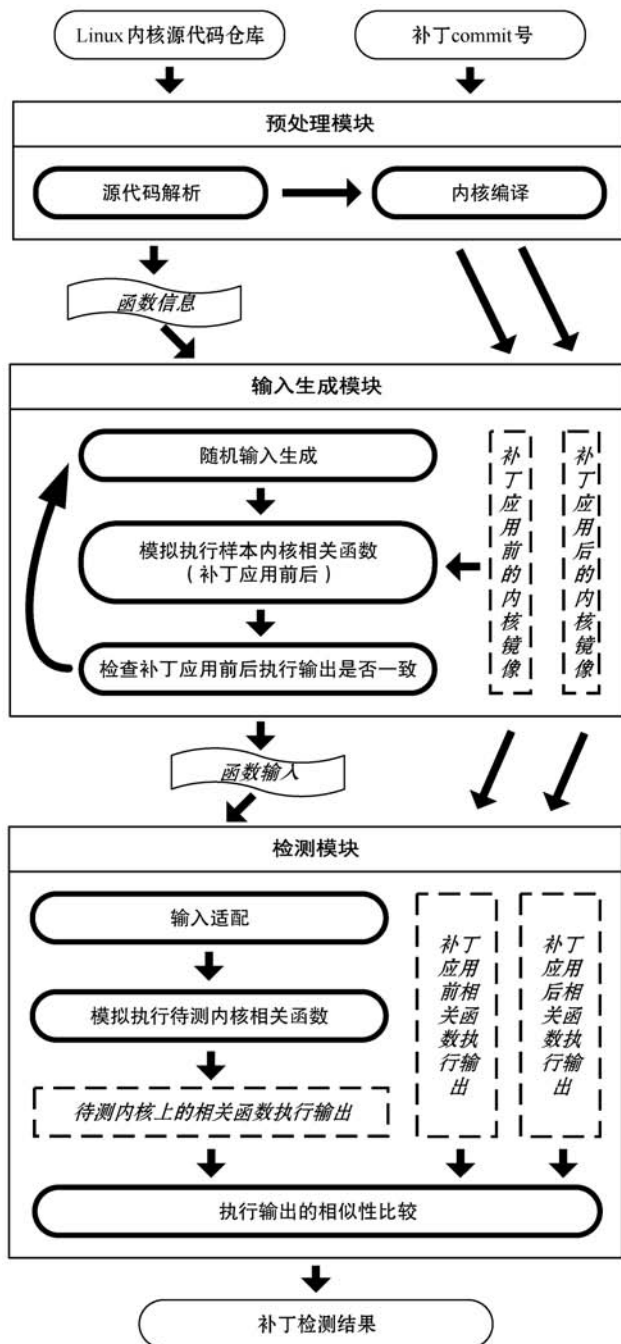 Linux内核源代码仓库
补丁commit号
预处理模块
源代码解析
内核编译
函数信息
输入生成模块
随机输入生成
模拟执行样本内核相关函数
（补丁应用前后）
检查补丁应用前后执行输出是否一致
补丁应用前的内核镜像
补丁应用后的内核镜像
函数输入
检测模块
输入适配
模拟执行待测内核相关函数
待测内核上的相关函数执行输出
补丁
应用
前相
关函
数执
行输
出
补丁
应用
后相
关函
数执
行输
出
执行输出的相似性比较
补丁检测结果